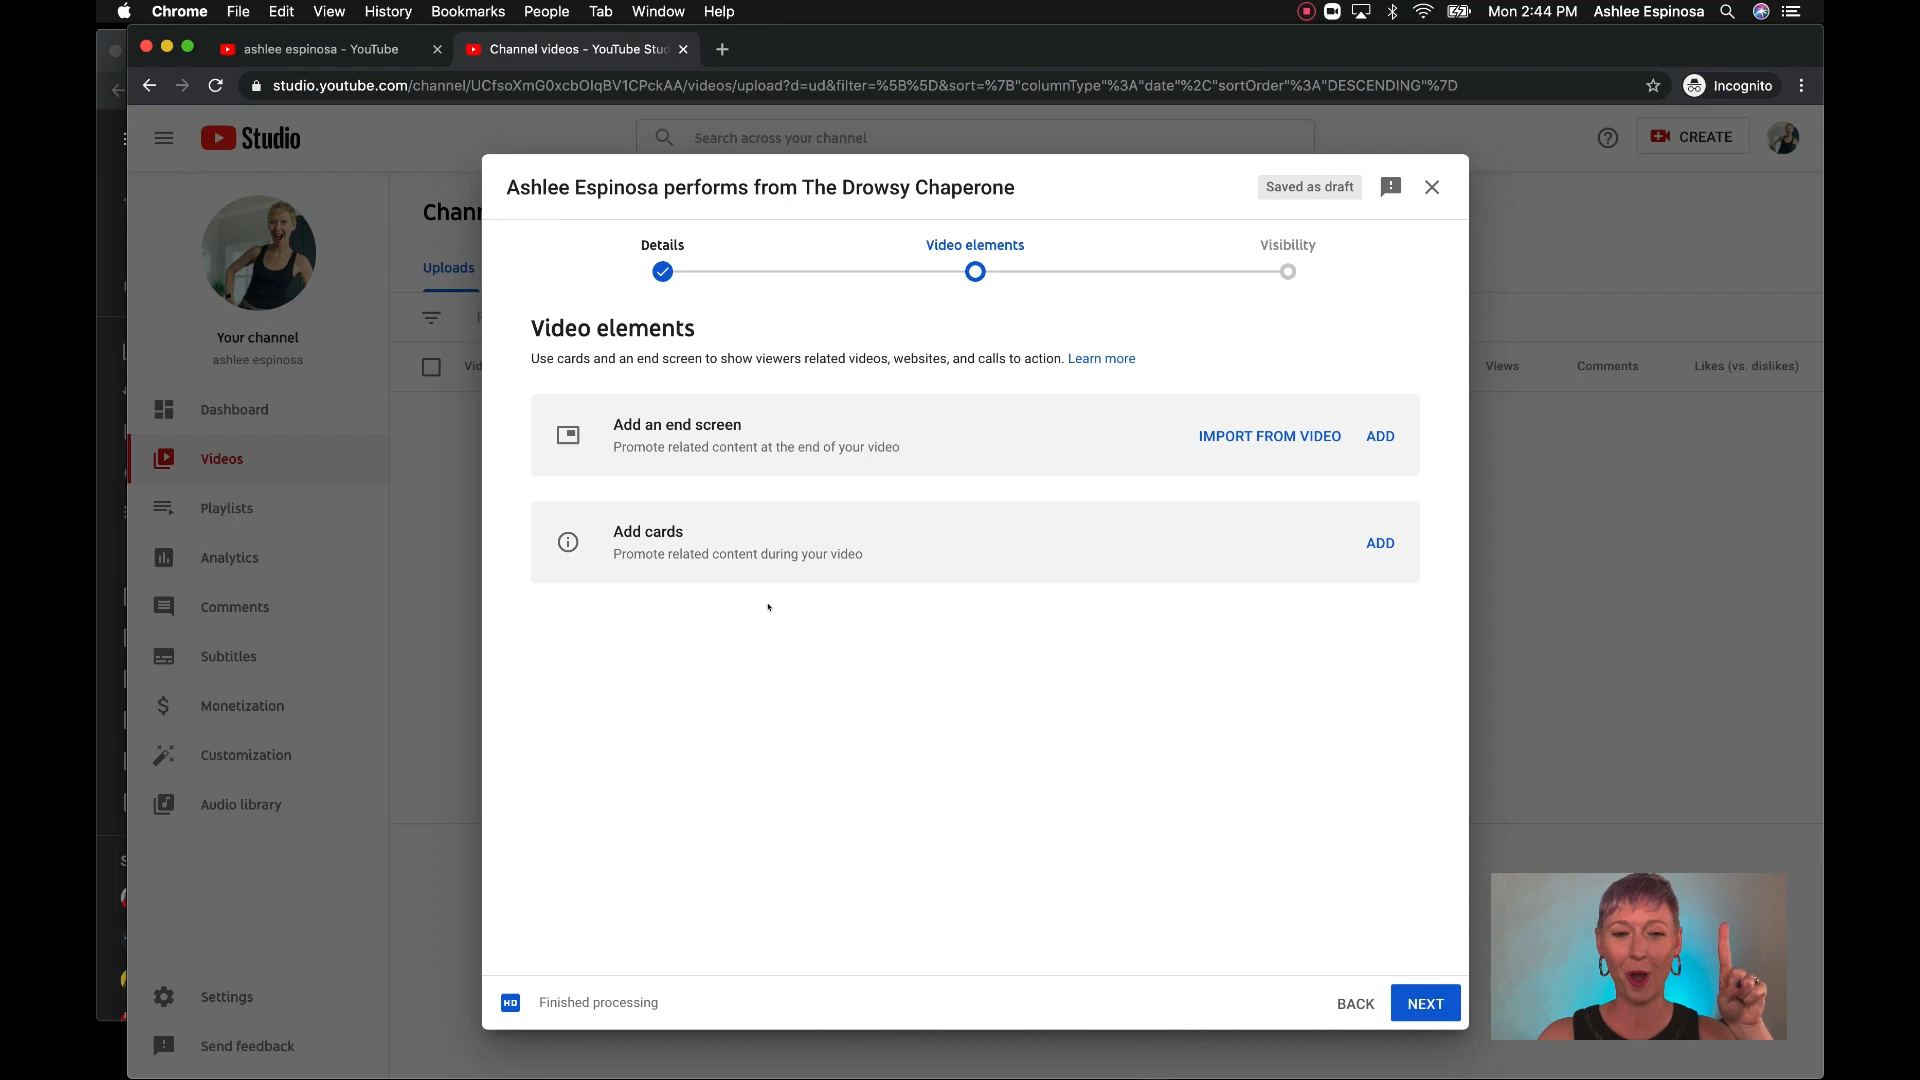 Chrome File Edit View History Bookmarks People Tab Window Help Mon 2:44 PM Ashlee Espinosa
ashlee espinosa - YouTube Channel videos - YouTube Stud
studio.youtube.com/channel/UCfsoXmG0xcbOIqBV1CPckAA/videos/upload?d=ud&filter=%5B%5D&sort=%7B"columnType"%3A"date"%2C"sortOrder"%3A"DESCENDING"%7D Incognito
Studio Search across your channel CREATE
Ashlee Espinosa performs from The Drowsy Chaperone Saved as draft
Chann
Details Video elements Visibility
Uploads
Video elements
Your channel
ashlee espinosa
Use cards and an end screen to show viewers related videos, websites, and calls to action. Learn more
Vid Views Comments Likes (vs. dislikes)
Dashboard
Add an end screen
Promote related content at the end of your video
IMPORT FROM VIDEO ADD
Videos
Playlists
Add cards
Promote related content during your video
ADD
Analytics
Comments
Subtitles
Monetization
Customization
Audio library
Settings
HD Finished processing BACK NEXT
Send feedback